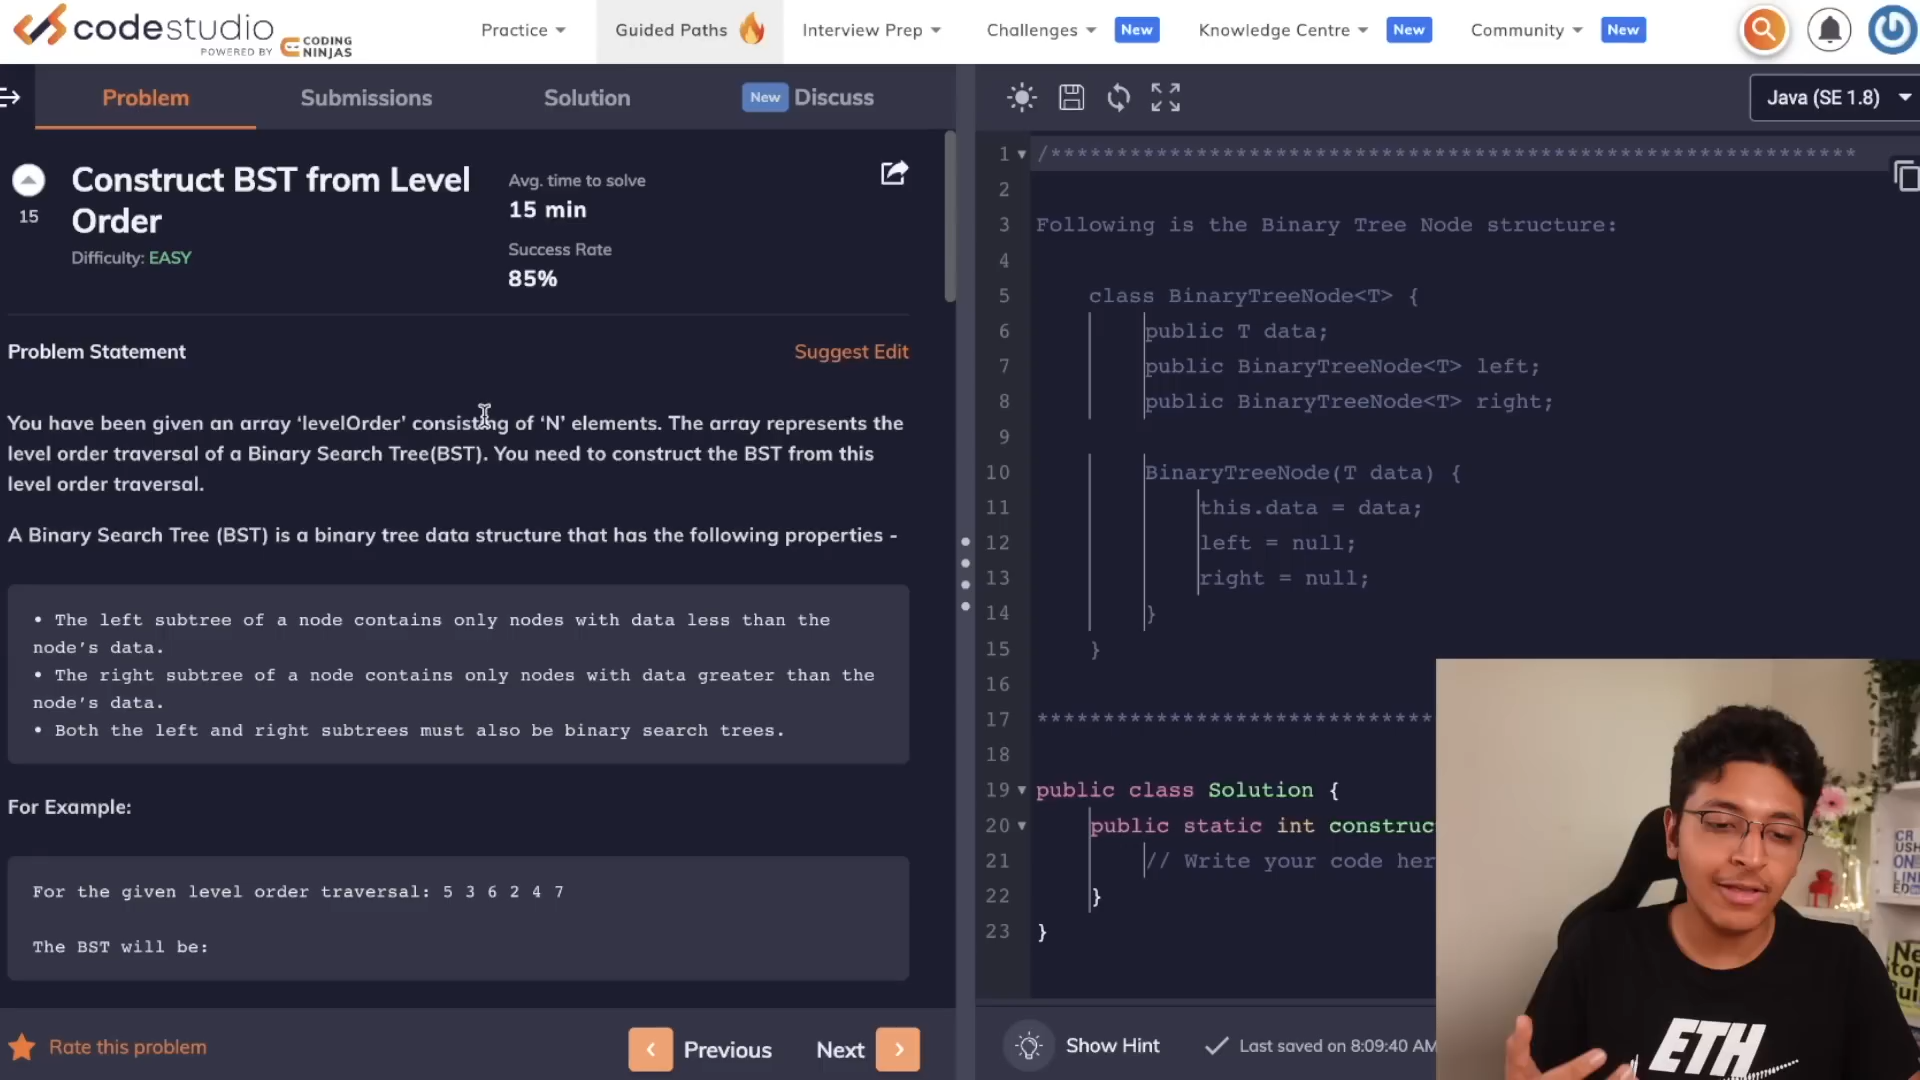 codestudio
POWERED BY CODING NINJAS
Practice
Guided Paths
Interview Prep
Challenges New
Knowledge Centre New
Community New
Problem
Submissions
Solution
New Discuss
Java (SE 1.8)
15
Construct BST from Level
Order
Difficulty: EASY
Avg. time to solve
15 min
Success Rate
85%
Problem Statement
Suggest Edit
You have been given an array ‘levelOrder’ consisting of ‘N’ elements. The array represents the
level order traversal of a Binary Search Tree(BST). You need to construct the BST from this
level order traversal.
A Binary Search Tree (BST) is a binary tree data structure that has the following properties -
• The left subtree of a node contains only nodes with data less than the
node’s data.
• The right subtree of a node contains only nodes with data greater than the
node’s data.
• Both the left and right subtrees must also be binary search trees.
For Example:
For the given level order traversal: 5 3 6 2 4 7
The BST will be:
Rate this problem
Previous
Next
1 /*************************************************************
2
3 Following is the Binary Tree Node structure:
4
5 class BinaryTreeNode<T> {
6 public T data;
7 public BinaryTreeNode<T> left;
8 public BinaryTreeNode<T> right;
9
10 BinaryTreeNode(T data) {
11 this.data = data;
12 left = null;
13 right = null;
14 }
15 }
16
17 ******************************
18
19 public class Solution {
20 public static int construc
21 // Write your code her
22 }
23 }
Show Hint
Last saved on 8:09:40 AM
CR
USH
ON
LIN
ED
ETH